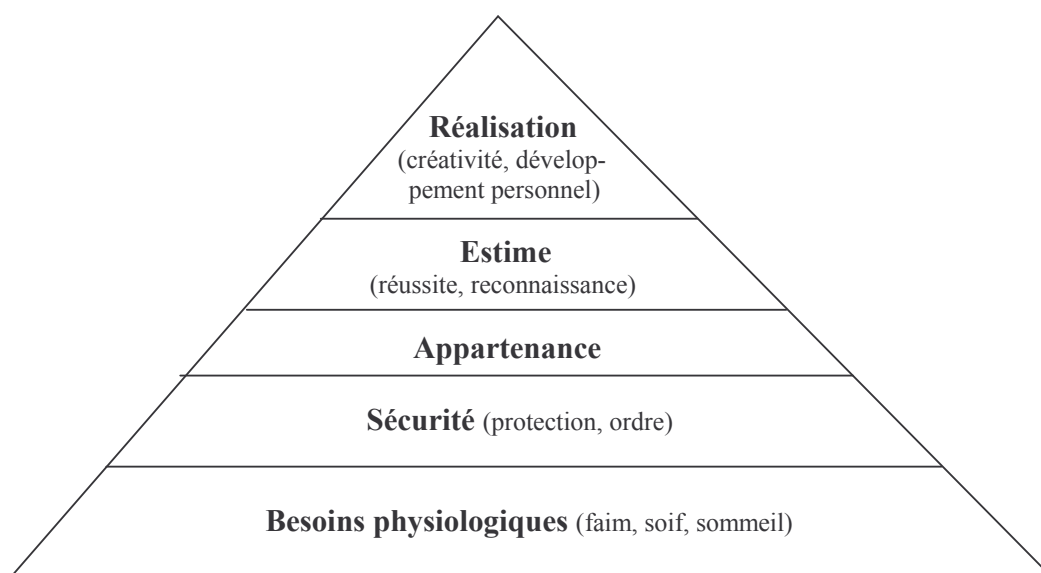 Réalisation
(créativité, dévelop-
pement personnel)
Estime
(réussite, reconnaissance)
Appartenance
Sécurité (protection, ordre)
Besoins physiologiques (faim, soif, sommeil)